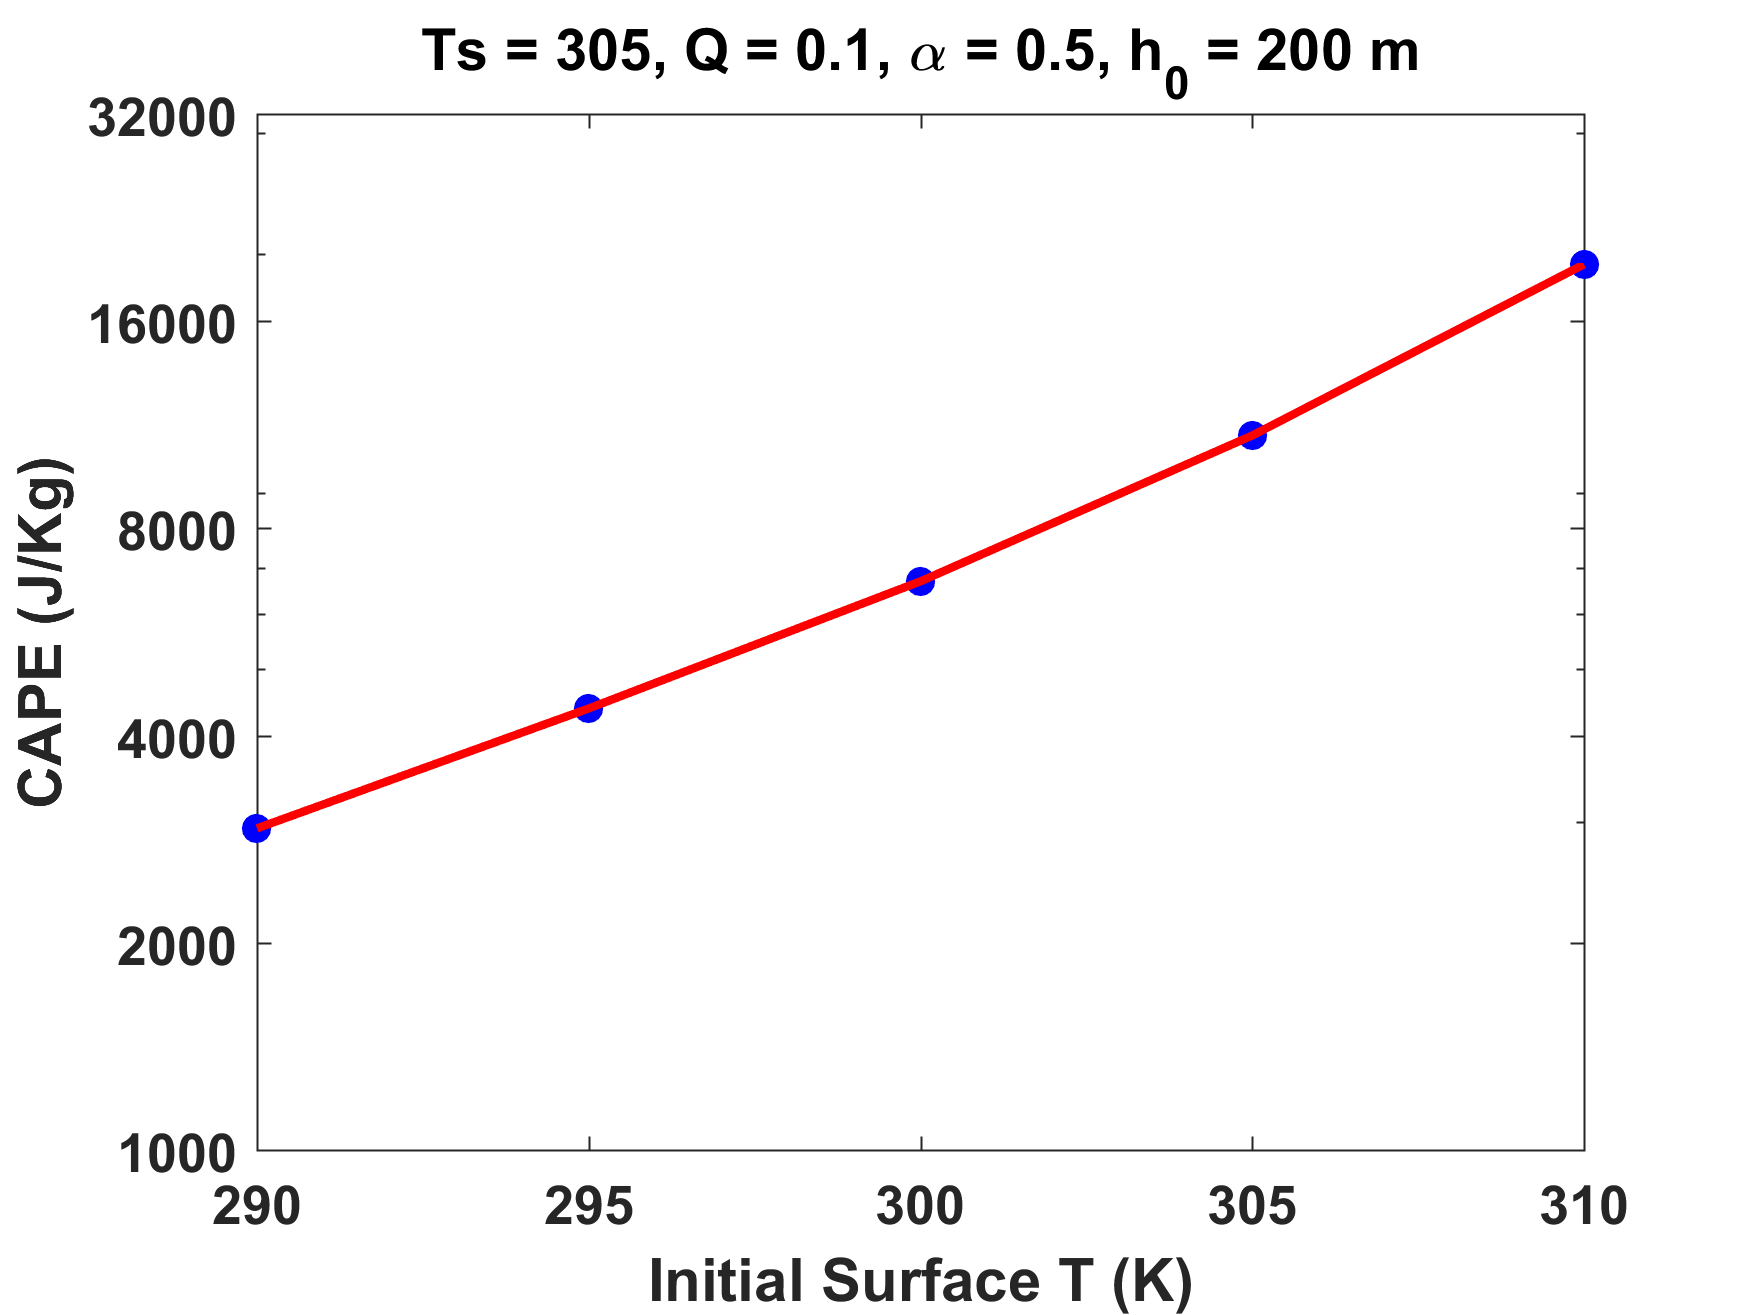 Ts = 305, Q = 0.1, α = 0.5, h₀ = 200 m
32000
16000
8000
4000
2000
1000
CAPE (J/Kg)
290 295 300 305 310
Initial Surface T (K)